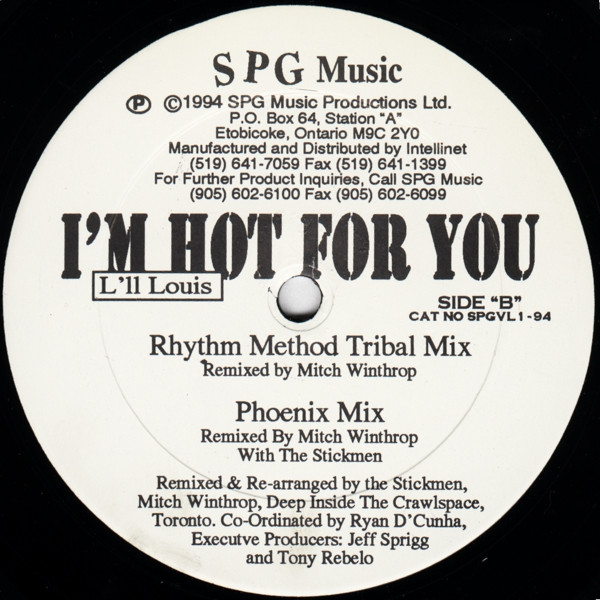 SPG Music
Ⓟ ©1994 SPG Music Productions Ltd.
P.O. Box 64, Station "A"
Etobicoke, Ontario M9C 2Y0
Manufactured and Distributed by Intellinet
(519) 641-7059 Fax (519) 641-1399
For Further Product Inquiries, Call SPG Music
(905) 602-6100 Fax (905) 602-6099
I'M HOT FOR YOU
L'll Louis
SIDE "B"
CAT NO SPGVL1-94
Rhythm Method Tribal Mix
Remixed by Mitch Winthrop
Phoenix Mix
Remixed By Mitch Winthrop
With The Stickmen
Remixed & Re-arranged by the Stickmen,
Mitch Winthrop, Deep Inside The Crawlspace,
Toronto. Co-Ordinated by Ryan D'Cunha,
Executve Producers: Jeff Sprigg
and Tony Rebelo